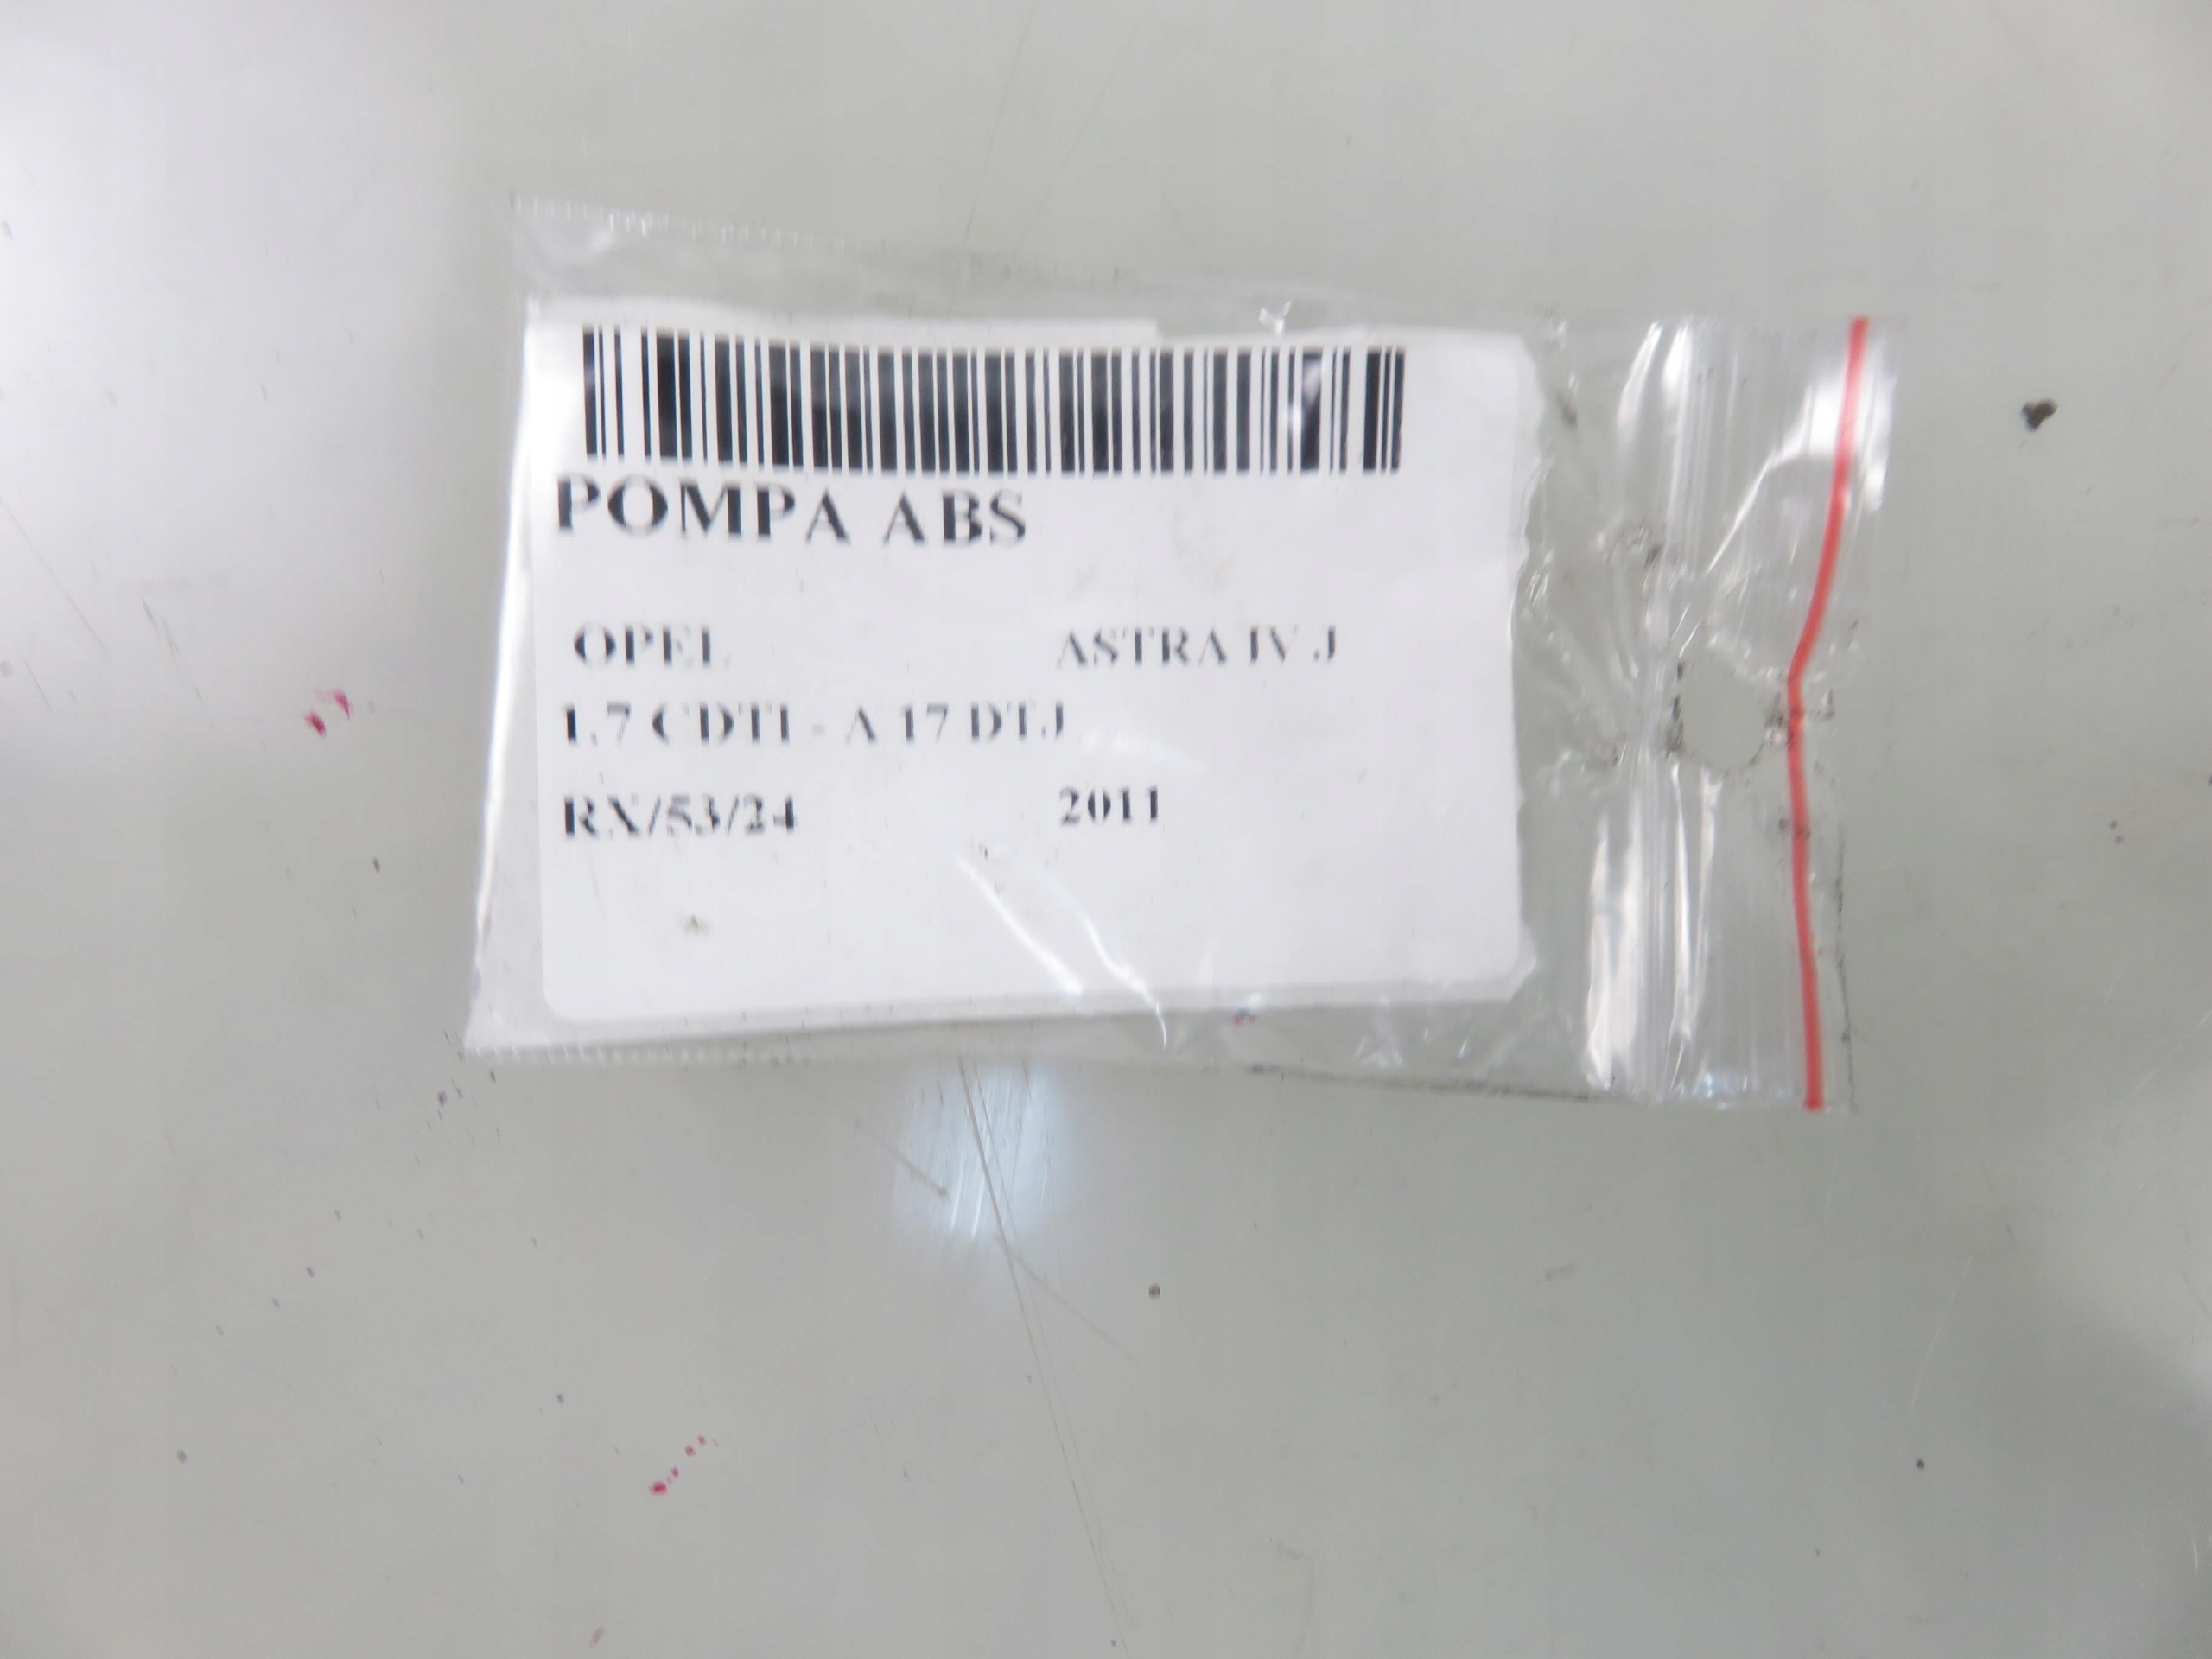 POMPA ABS
OPEL ASTRA IV J
1.7 CDTI - A 17 DTJ
RX/53/24 2011